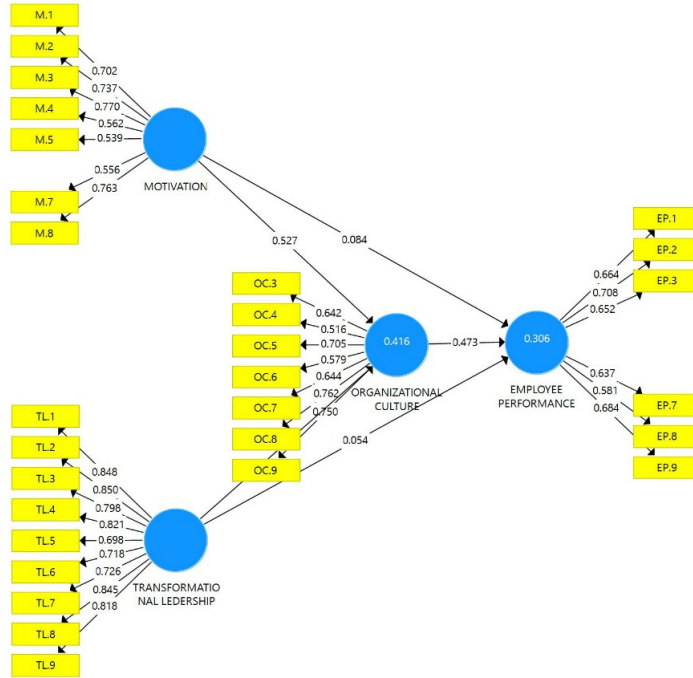 M.1
M.2
M.3
M.4
M.5
M.7
M.8
0.702
0.737
0.770
0.562
0.539
0.556
0.763
MOTIVATION
0.527
0.084
OC.3
OC.4
OC.5
OC.6
OC.7
OC.8
OC.9
0.642
0.516
0.705
0.579
0.644
0.762
0.750
0.416
ORGANIZATIONAL
CULTURE
0.473
0.054
0.306
EMPLOYEE
PERFORMANCE
EP.1
EP.2
EP.3
EP.7
EP.8
EP.9
0.664
0.708
0.652
0.637
0.581
0.684
TL.1
TL.2
TL.3
TL.4
TL.5
TL.6
TL.7
TL.8
TL.9
0.848
0.850
0.798
0.821
0.698
0.718
0.726
0.845
0.818
TRANSFORMATIO
NAL LEDERSHIP